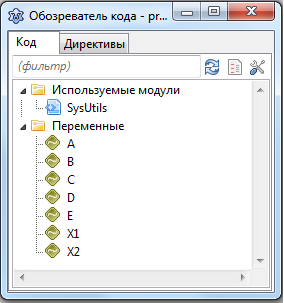 Обозреватель кода - pr...
Код Директивы
(фильтр)
Используемые модули
SysUtils
Переменные
A
B
C
D
E
X1
X2